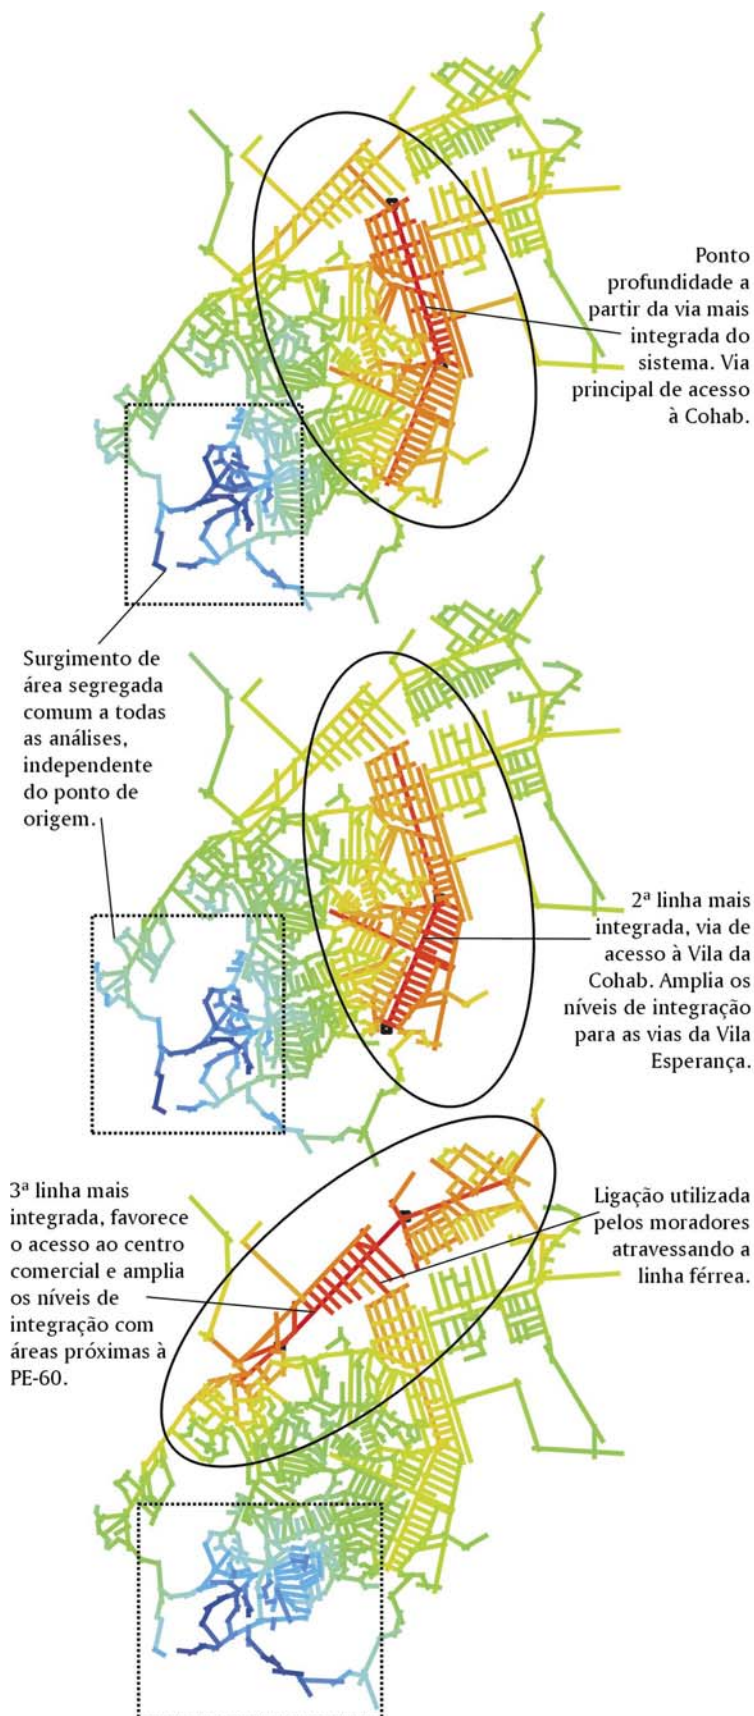 Ponto
profundidade a
partir da via mais
integrada do
sistema. Via
principal de acesso
à Cohab.
Surgimento de
área segregada
comum a todas
as análises,
independente
do ponto de
origem.
2ª linha mais
integrada, via de
acesso à Vila da
Cohab. Amplia os
níveis de integração
para as vias da Vila
Esperança.
3ª linha mais
integrada, favorece
o acesso ao centro
comercial e amplia
os níveis de
integração com
áreas próximas à
PE-60.
Ligação utilizada
pelos moradores
atravessando a
linha férrea.